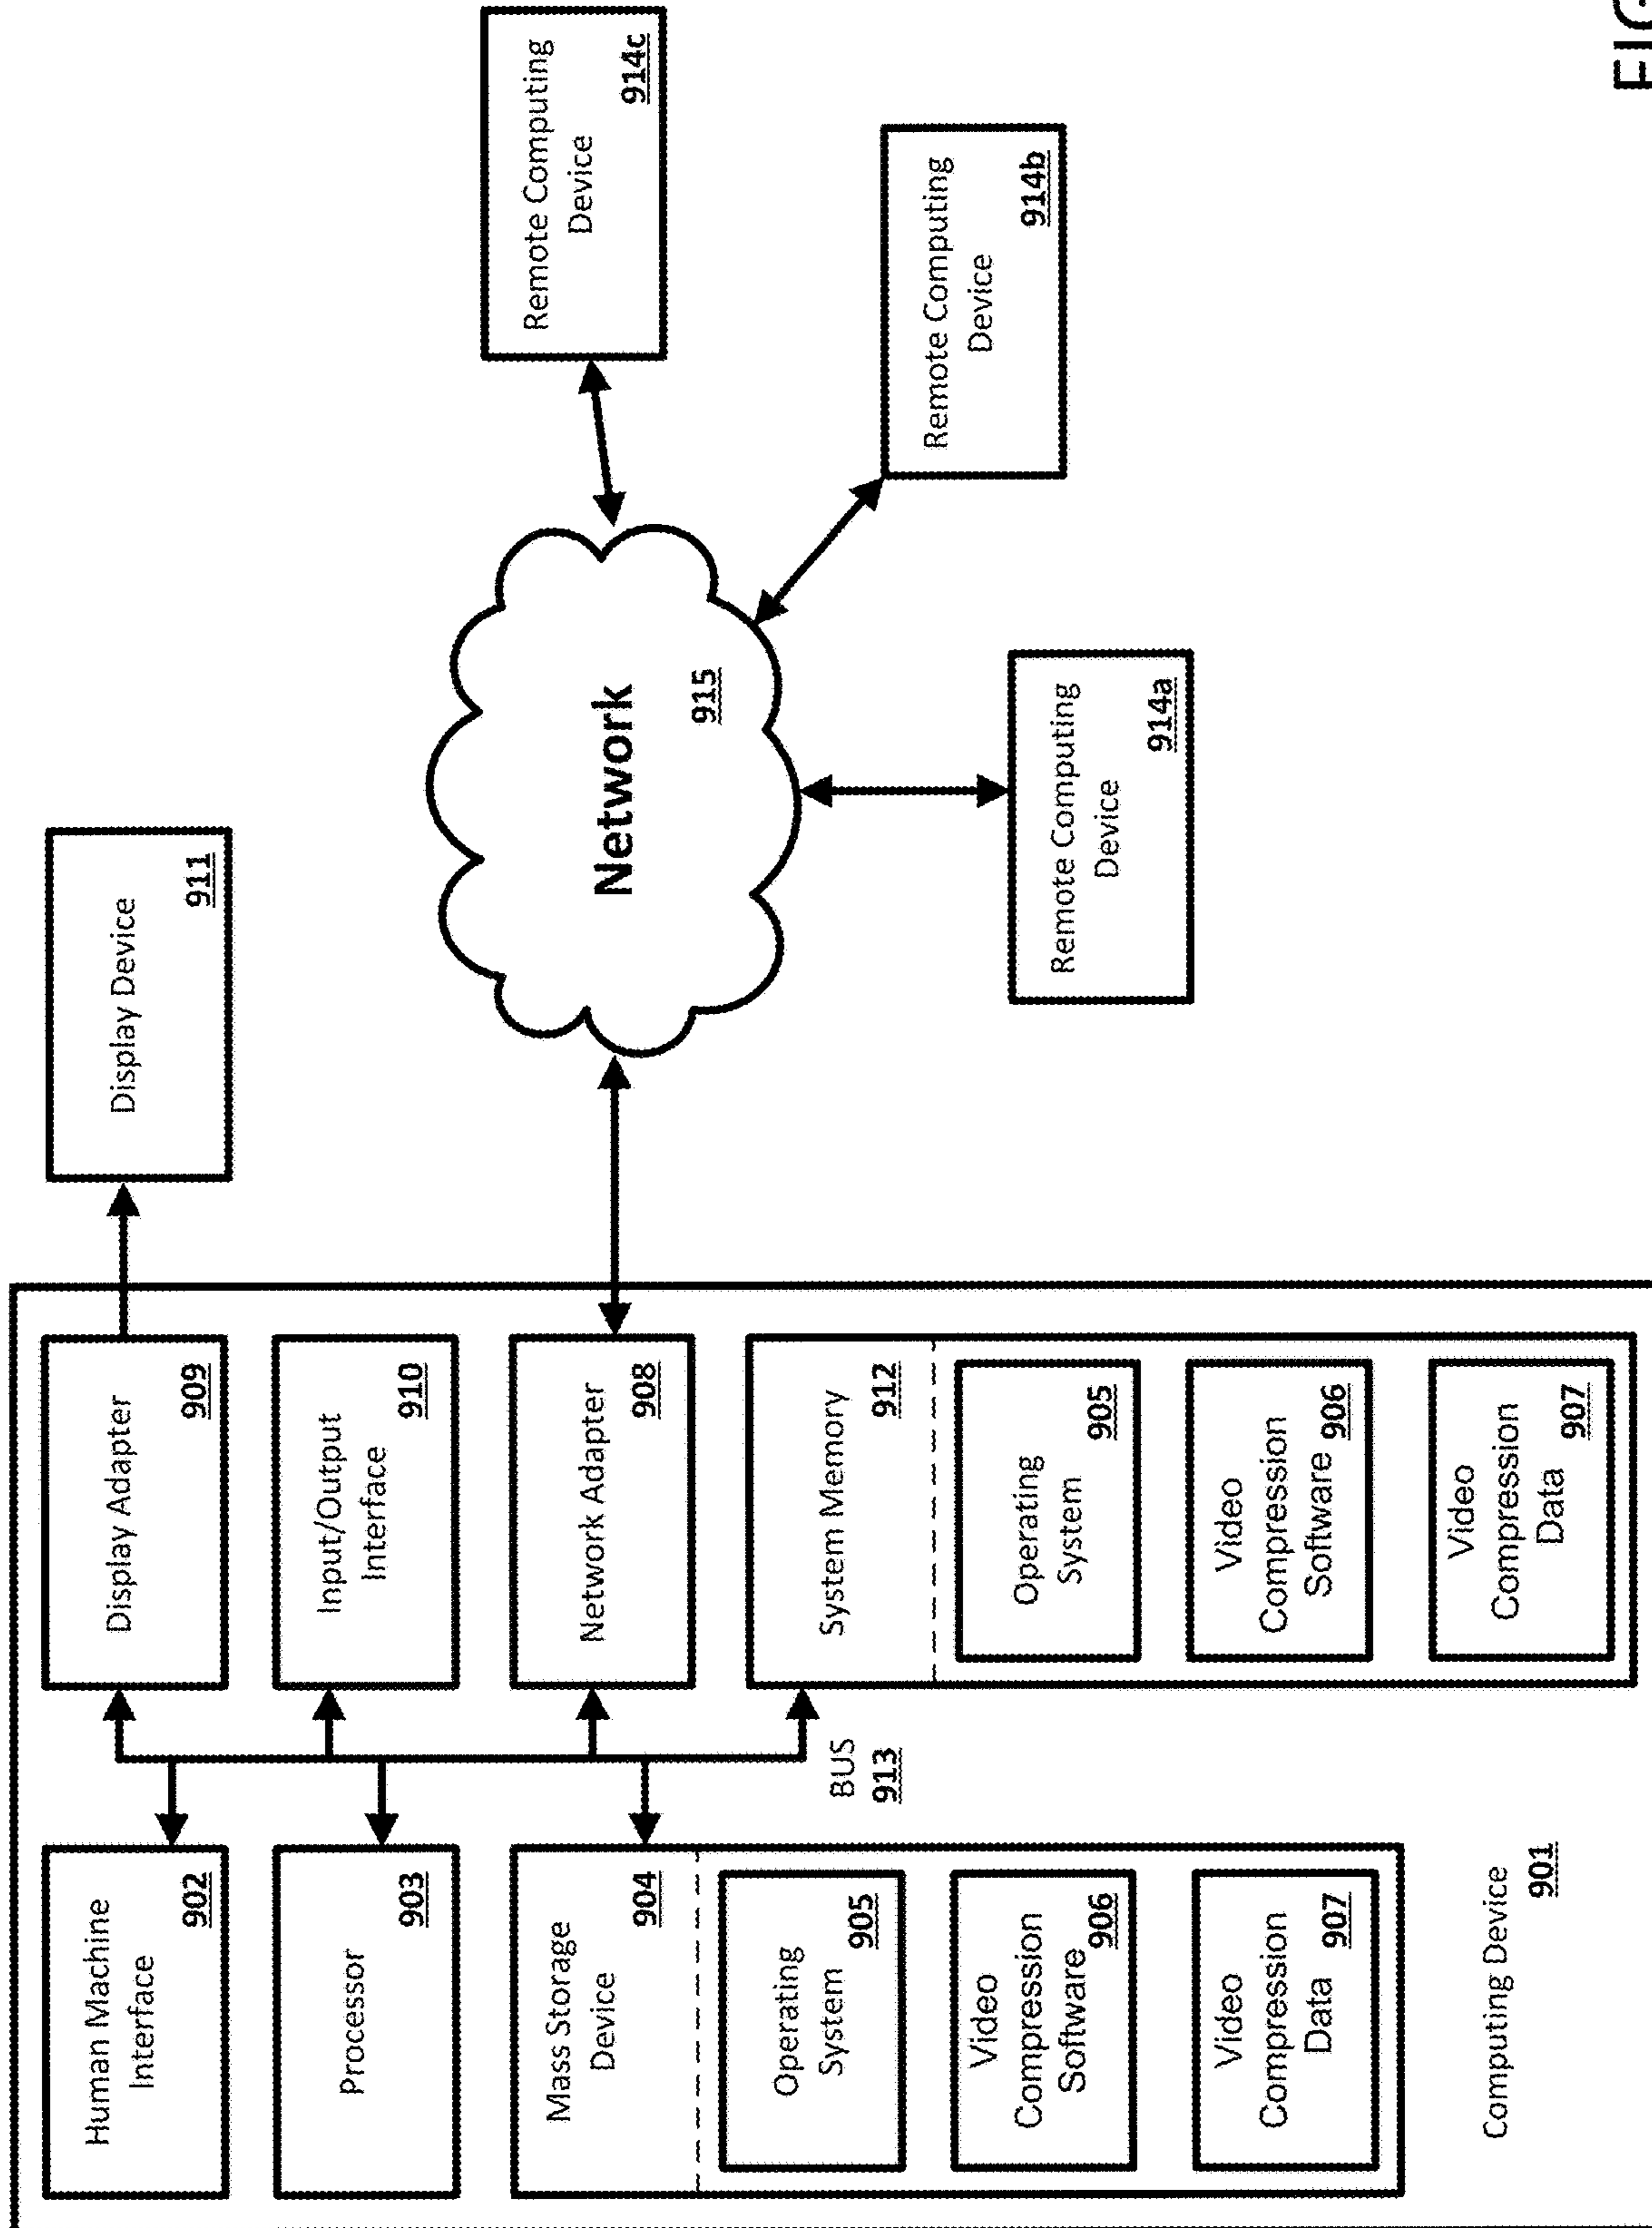 Human Machine
Interface
902
Processor
903
Mass Storage
Device
904
Operating
System
905
Video
Compression
Software
906
Video
Compression
Data
907
Computing Device
901
BUS
913
Display Adapter
909
Input/Output
Interface
910
Network Adapter
908
System Memory
912
Operating
System
905
Video
Compression
Software
906
Video
Compression
Data
907
Display Device
911
Network
915
Remote Computing
Device
914a
Remote Computing
Device
914b
Remote Computing
Device
914c